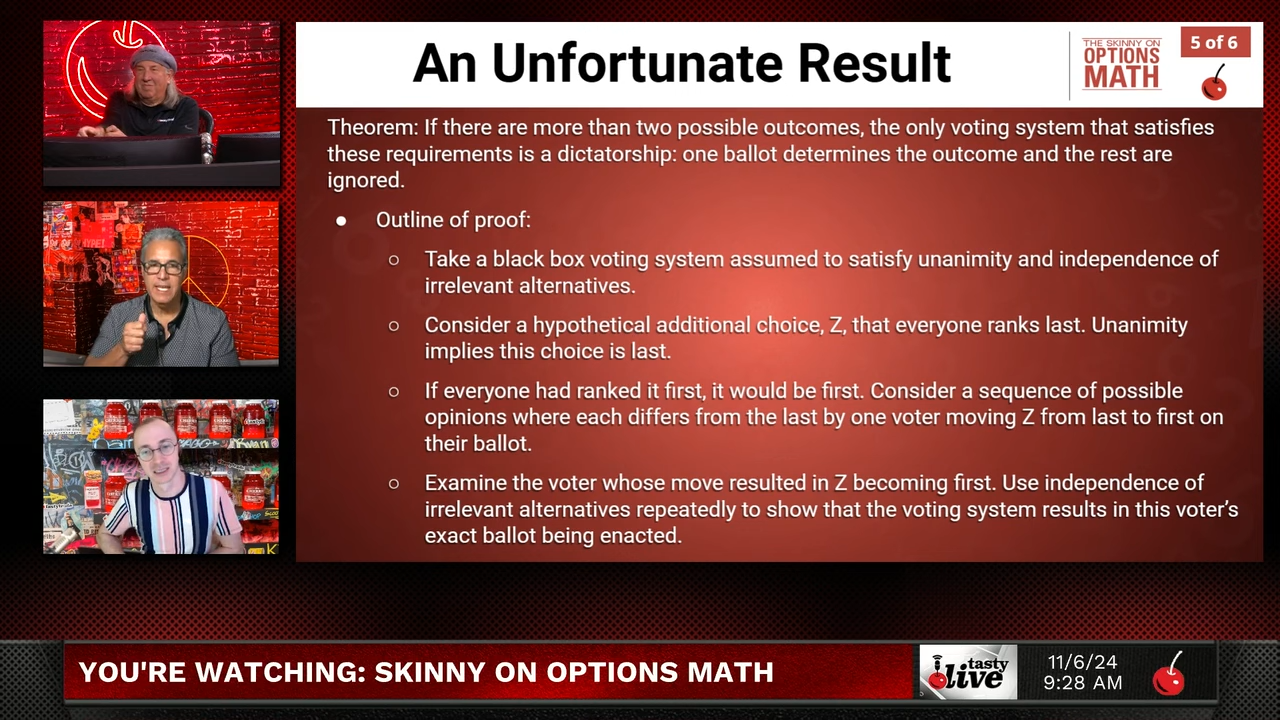 An Unfortunate Result
THE SKINNY ON
OPTIONS
MATH
5 of 6
Theorem: If there are more than two possible outcomes, the only voting system that satisfies
these requirements is a dictatorship: one ballot determines the outcome and the rest are
ignored.
● Outline of proof:
○ Take a black box voting system assumed to satisfy unanimity and independence of
irrelevant alternatives.
○ Consider a hypothetical additional choice, Z, that everyone ranks last. Unanimity
implies this choice is last.
○ If everyone had ranked it first, it would be first. Consider a sequence of possible
opinions where each differs from the last by one voter moving Z from last to first on
their ballot.
○ Examine the voter whose move resulted in Z becoming first. Use independence of
irrelevant alternatives repeatedly to show that the voting system results in this voter's
exact ballot being enacted.
YOU'RE WATCHING: SKINNY ON OPTIONS MATH
tasty
live
11/6/24
9:28 AM